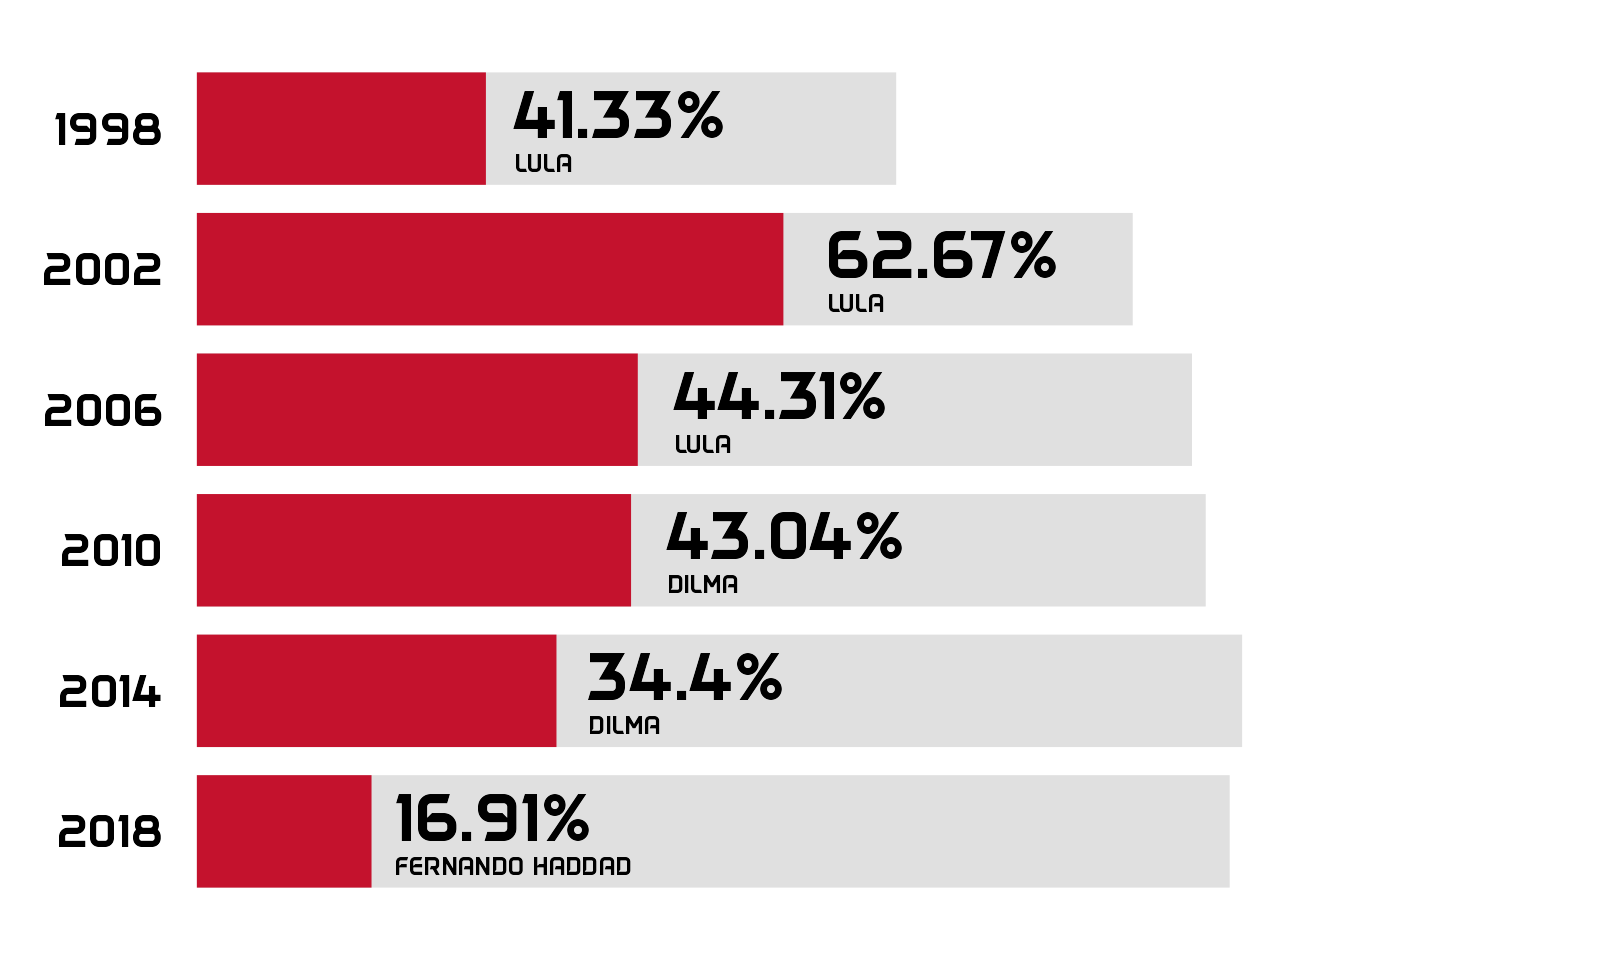 1998
41.33%
LULA
2002
62.67%
LULA
2006
44.31%
LULA
2010
43.04%
DILMA
2014
34.4%
DILMA
2018
16.91%
FERNANDO HADDAD